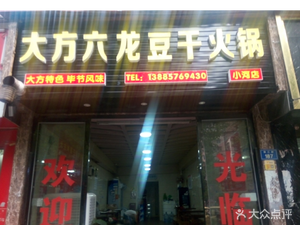 大方六龙豆干火锅
大方特色 毕节风味
TEL：13885769430
小河店
欢迎
光临
大众点评